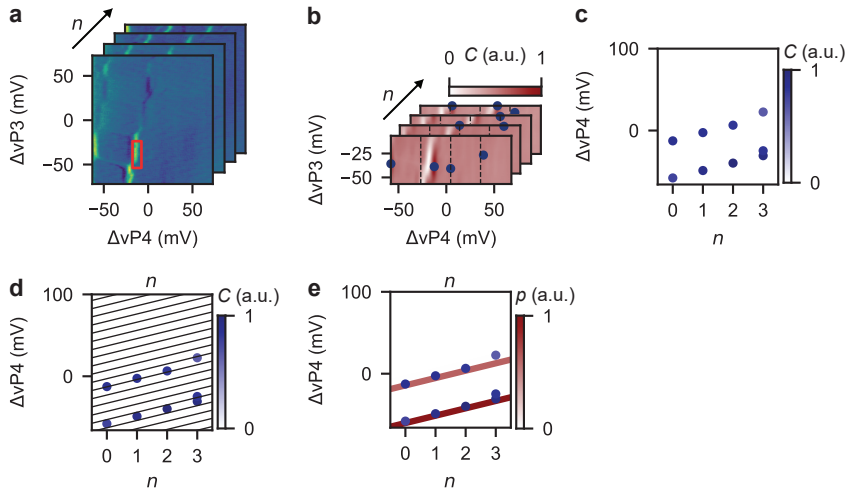 a
n
ΔvP3 (mV)
50
0
−50
−50 0 50
ΔvP4 (mV)
b
0 C (a.u.) 1
n
ΔvP3 (mV)
−25
−50
−50 0 50
ΔvP4 (mV)
c
C (a.u.)
100
1
ΔvP4 (mV)
0
0
0 1 2 3
n
d
n
C (a.u.)
100
1
ΔvP4 (mV)
0
0
0 1 2 3
n
e
n
p (a.u.)
100
1
ΔvP4 (mV)
0
0
0 1 2 3
n